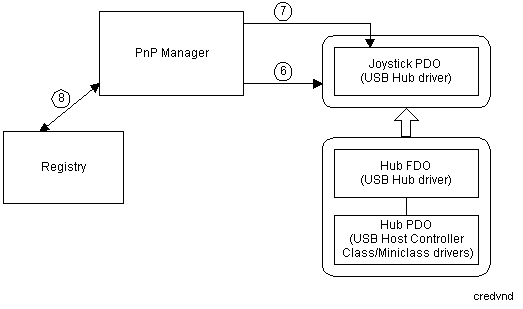 7
PnP Manager
Joystick PDO
(USB Hub driver)
6
8
Registry
Hub FDO
(USB Hub driver)
Hub PDO
(USB Host Controller
Class/Miniclass drivers)
credvnd